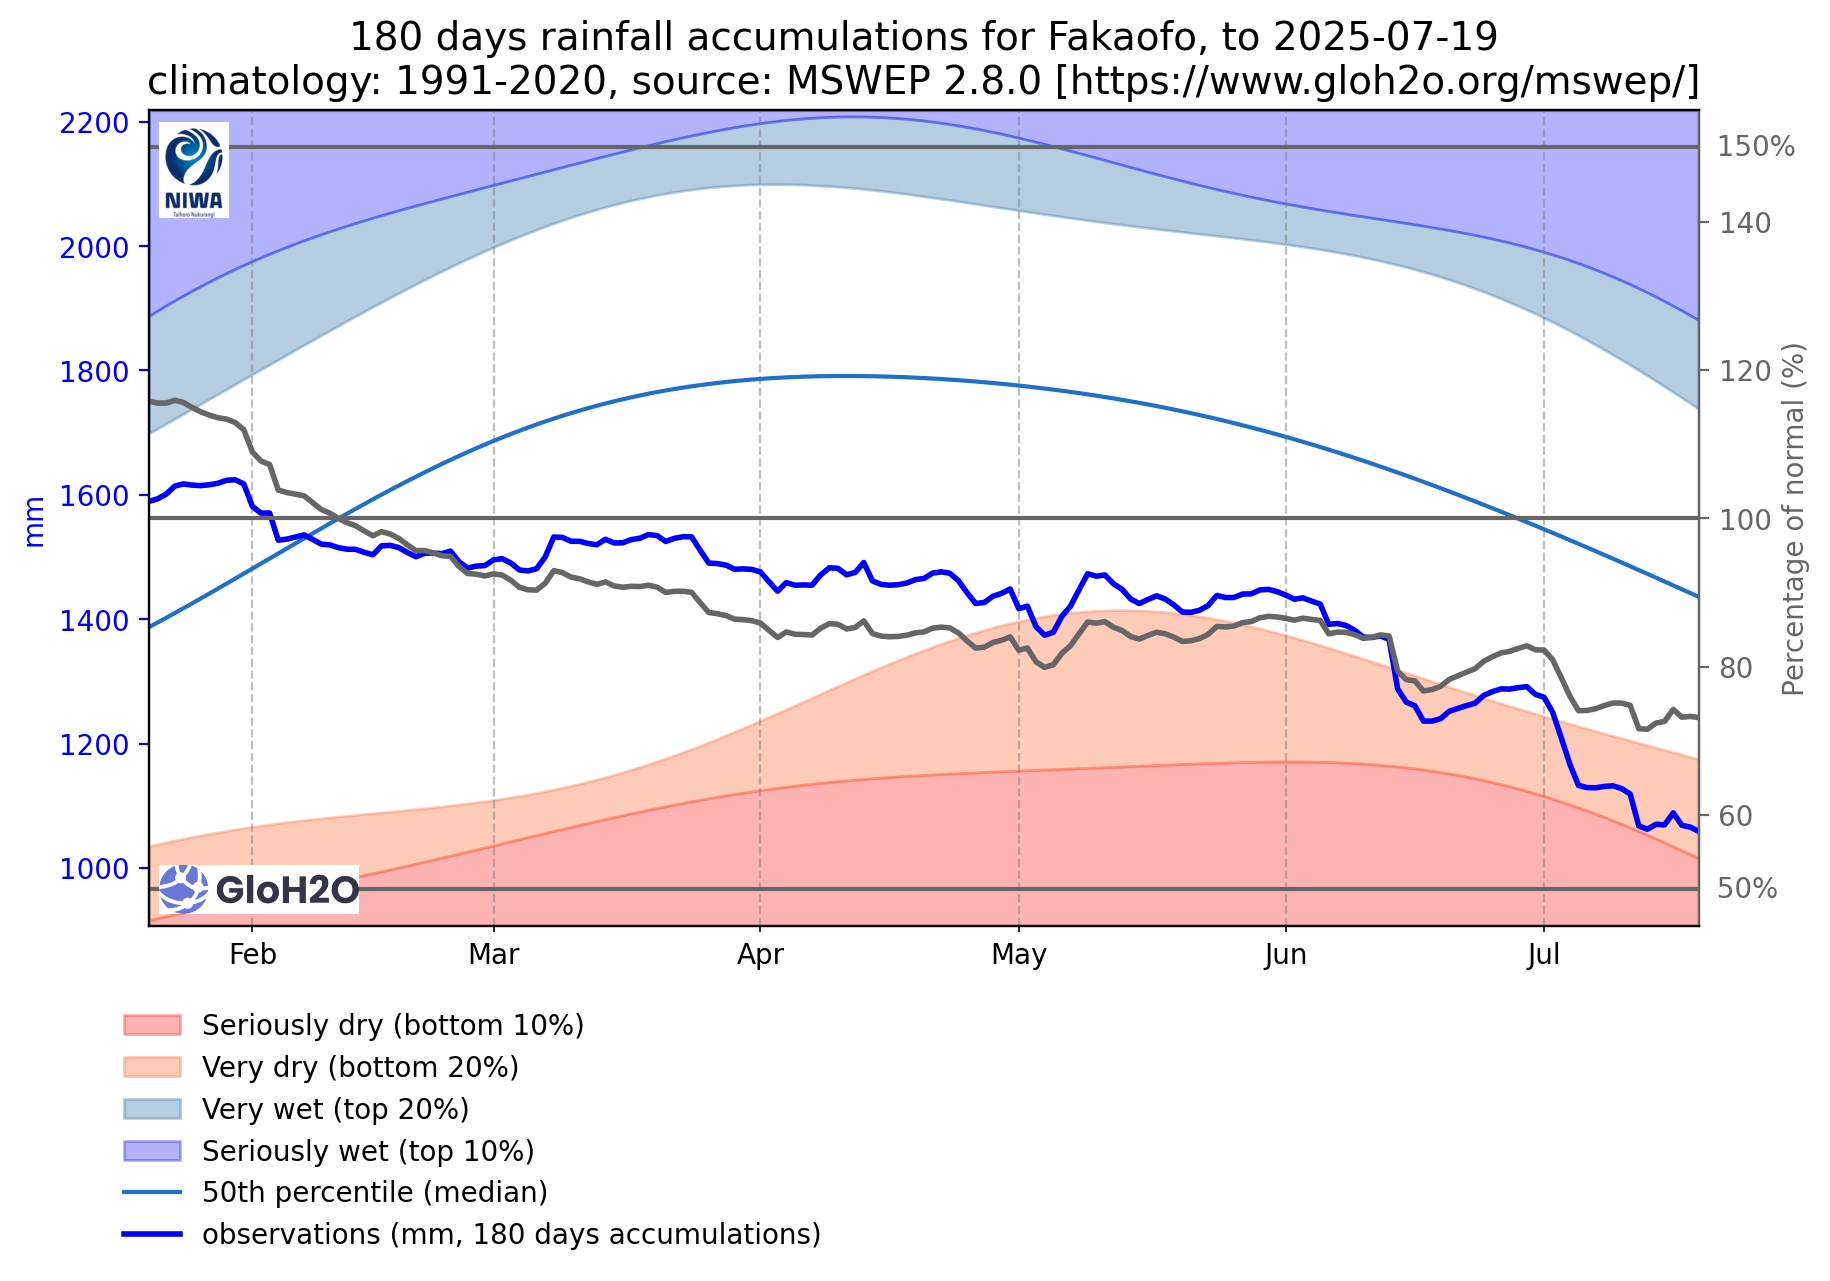 180 days rainfall accumulations for Fakaofo, to 2025-07-19
climatology: 1991-2020, source: MSWEP 2.8.0 [https://www.gloh2o.org/mswep/]
2200
2000
1800
1600
1400
1200
1000
mm
NIWA
Taihoro Nukurangi
GloH2O
150%
140
120
100
80
60
50%
Percentage of normal (%)
Feb
Mar
Apr
May
Jun
Jul
Seriously dry (bottom 10%)
Very dry (bottom 20%)
Very wet (top 20%)
Seriously wet (top 10%)
50th percentile (median)
observations (mm, 180 days accumulations)